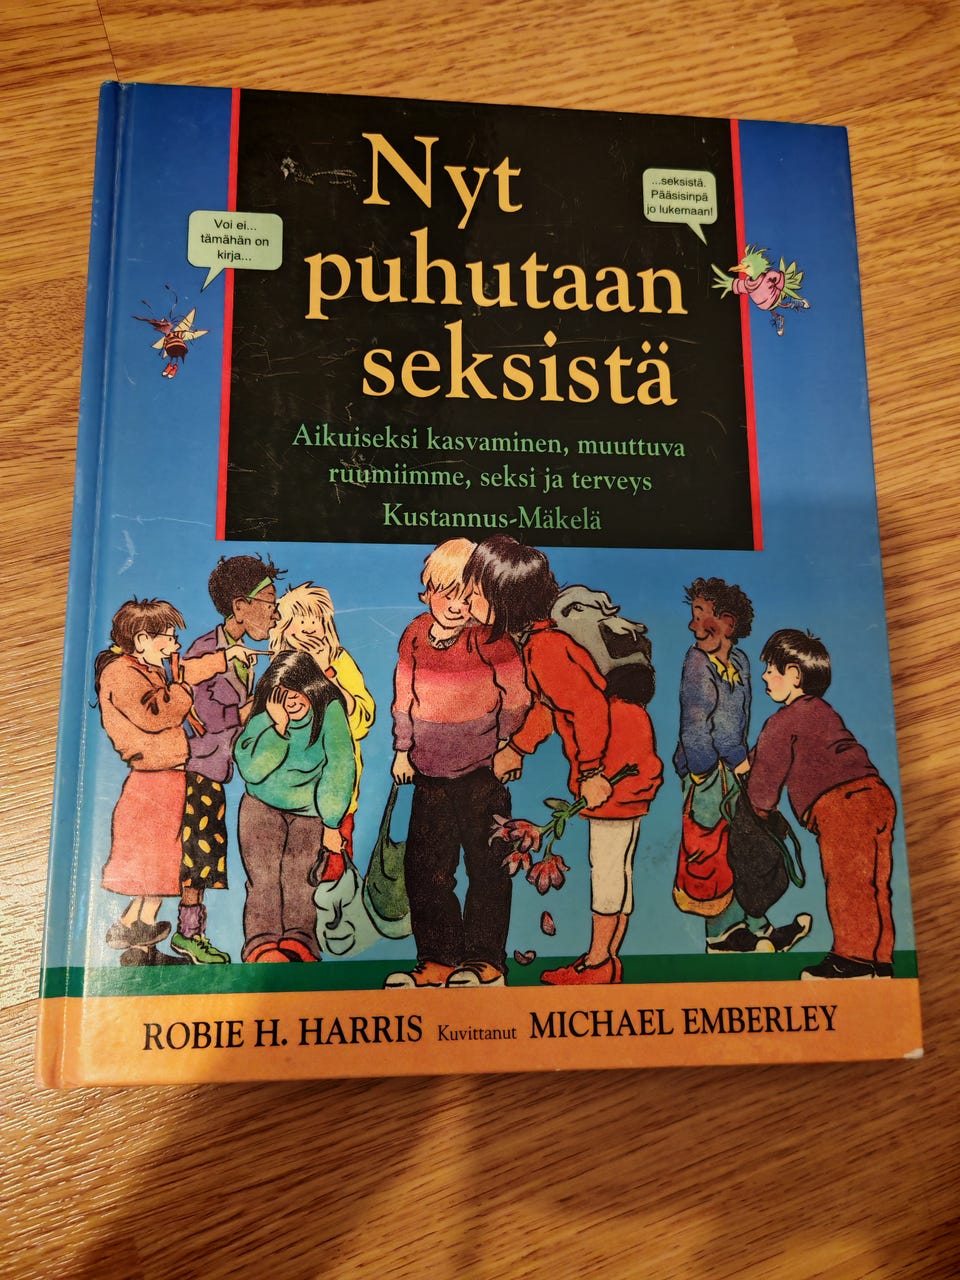 Nyt
puhutaan
seksistä
Voi ei...
tämähän on
kirja...
...seksistä.
Pääsisinpä
jo lukemaan!
Aikuiseksi kasvaminen, muuttuva
ruumiimme, seksi ja terveys
Kustannus-Mäkelä
ROBIE H. HARRIS Kuvittanut MICHAEL EMBERLEY